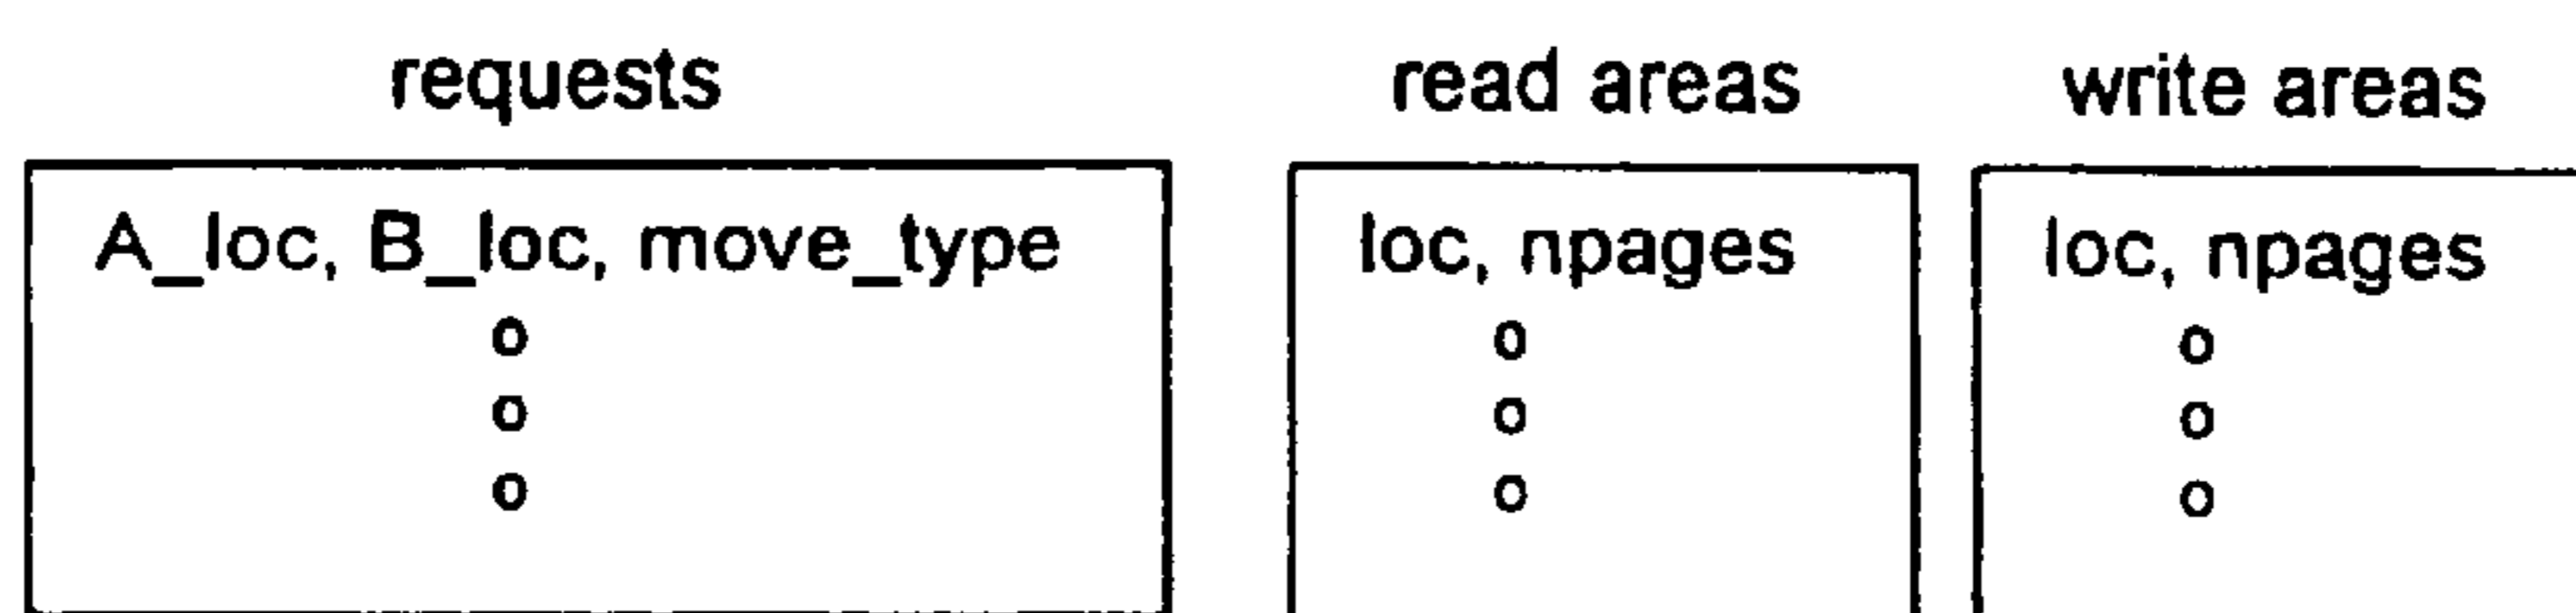 requests
A_loc, B_loc, move_type
o
o
o
read areas
loc, npages
o
o
o
write areas
loc, npages
o
o
o